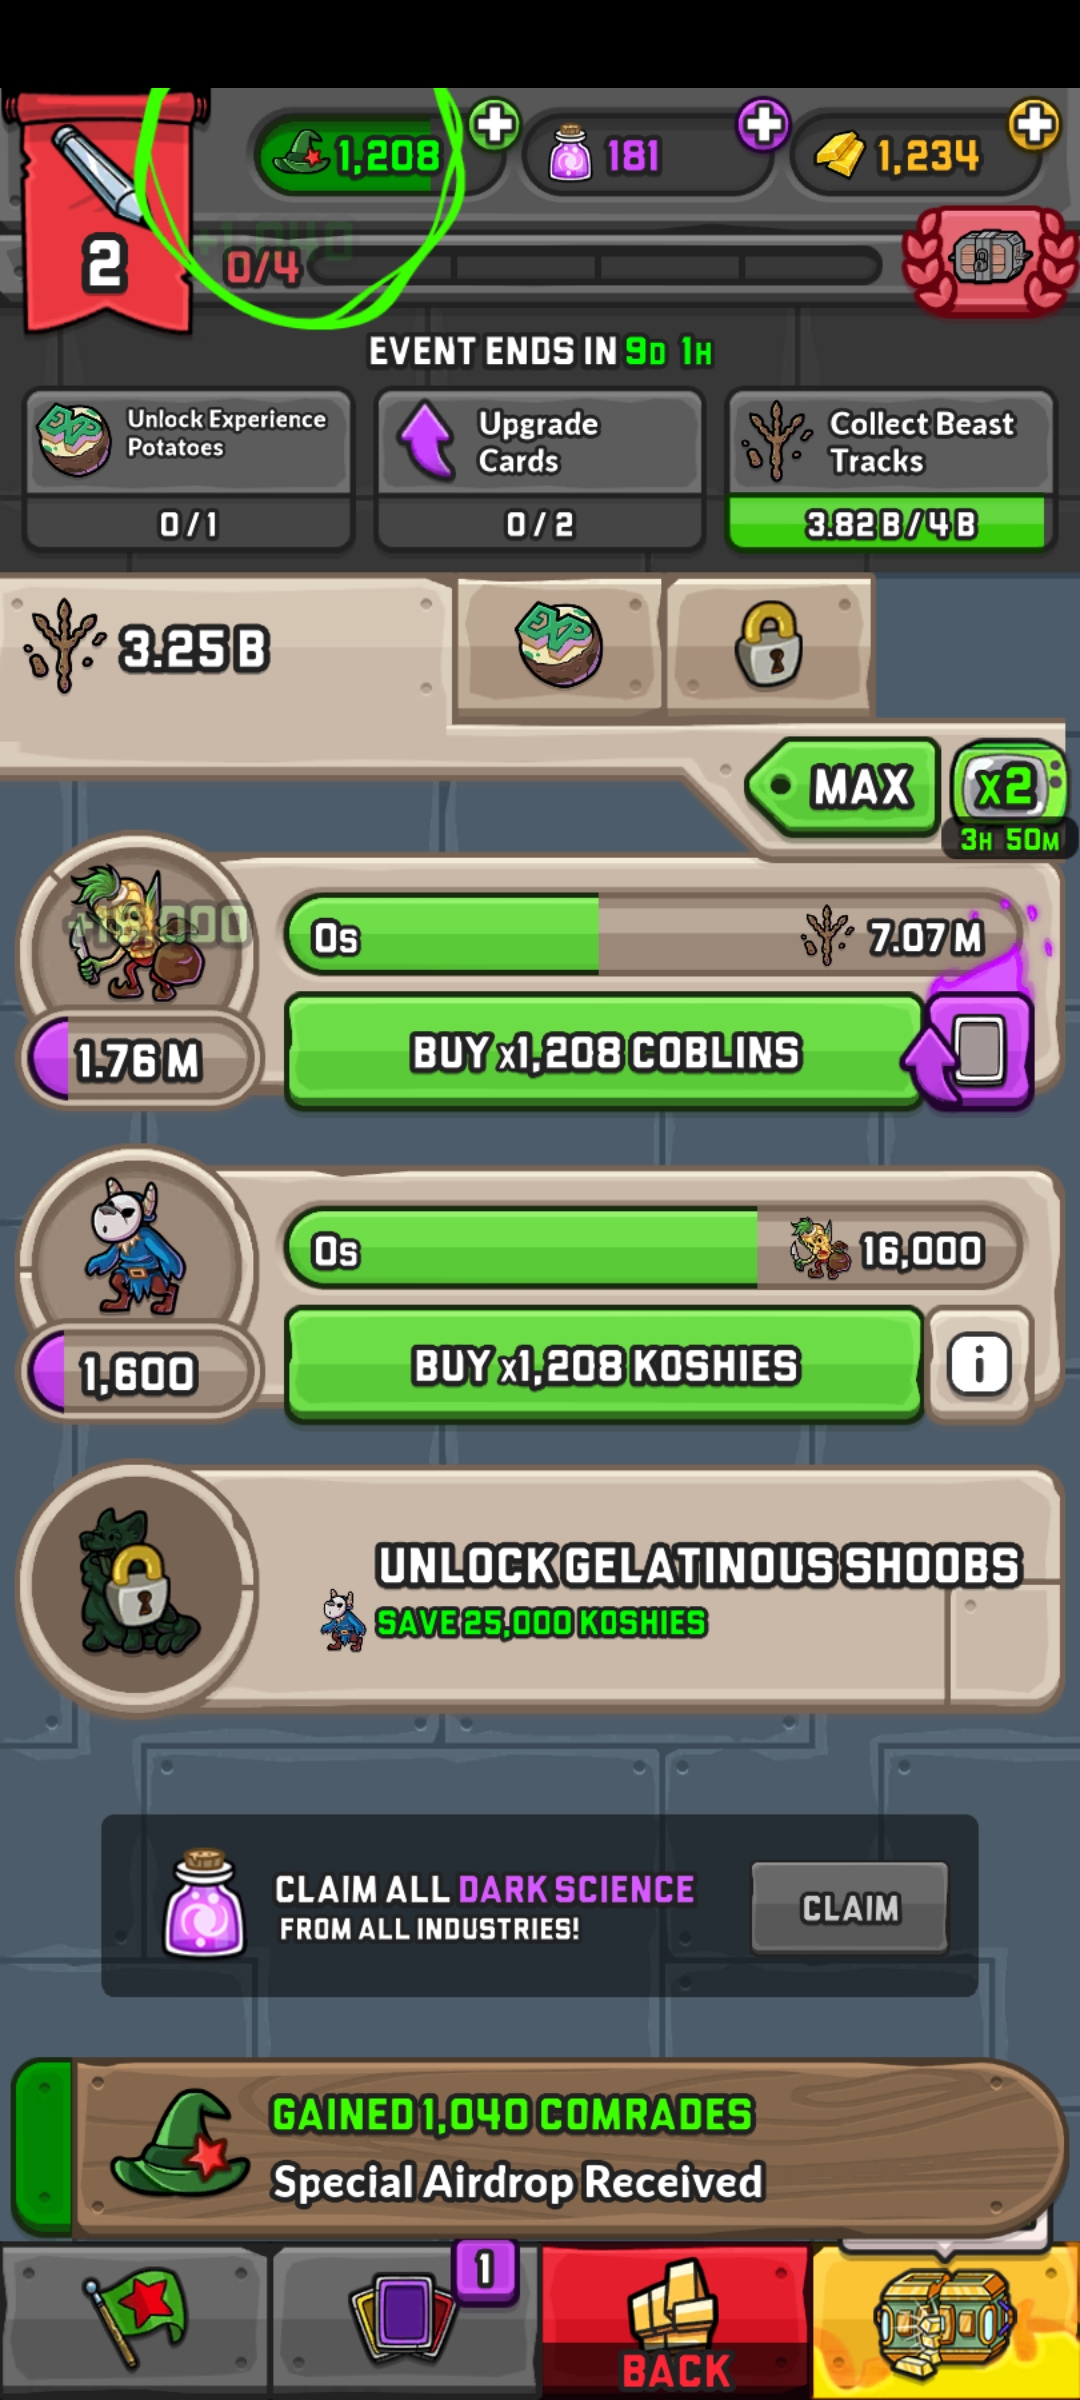 1,208
181
1,234
+1,040
2
0/4
EVENT ENDS IN 9D 1H
Unlock Experience
Potatoes
Upgrade
Cards
Collect Beast
Tracks
0/1
0/2
3.82 B/4 B
3.25 B
EXP
MAX
x2
3H 50M
0s
7.07 M
BUY x1,208 COBLINS
1.76 M
0s
16,000
BUY x1,208 KOSHIES
i
1,600
UNLOCK GELATINOUS SHOOBS
SAVE 25,000 KOSHIES
CLAIM ALL DARK SCIENCE
FROM ALL INDUSTRIES!
CLAIM
GAINED 1,040 COMRADES
Special Airdrop Received
1
BACK